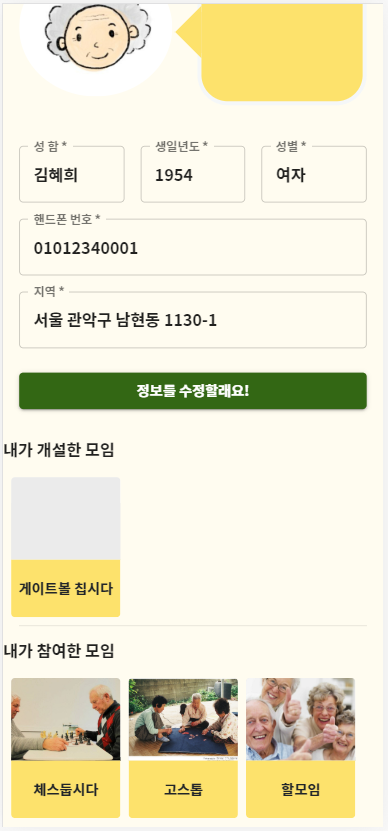 성 함 *
생일년도 *
성별 *
김혜희
1954
여자
핸드폰 번호 *
01012340001
지역 *
서울 관악구 남현동 1130-1
정보를 수정할래요!
내가 개설한 모임
게이트볼 칩시다
내가 참여한 모임
체스둡시다
고스톱
할모임